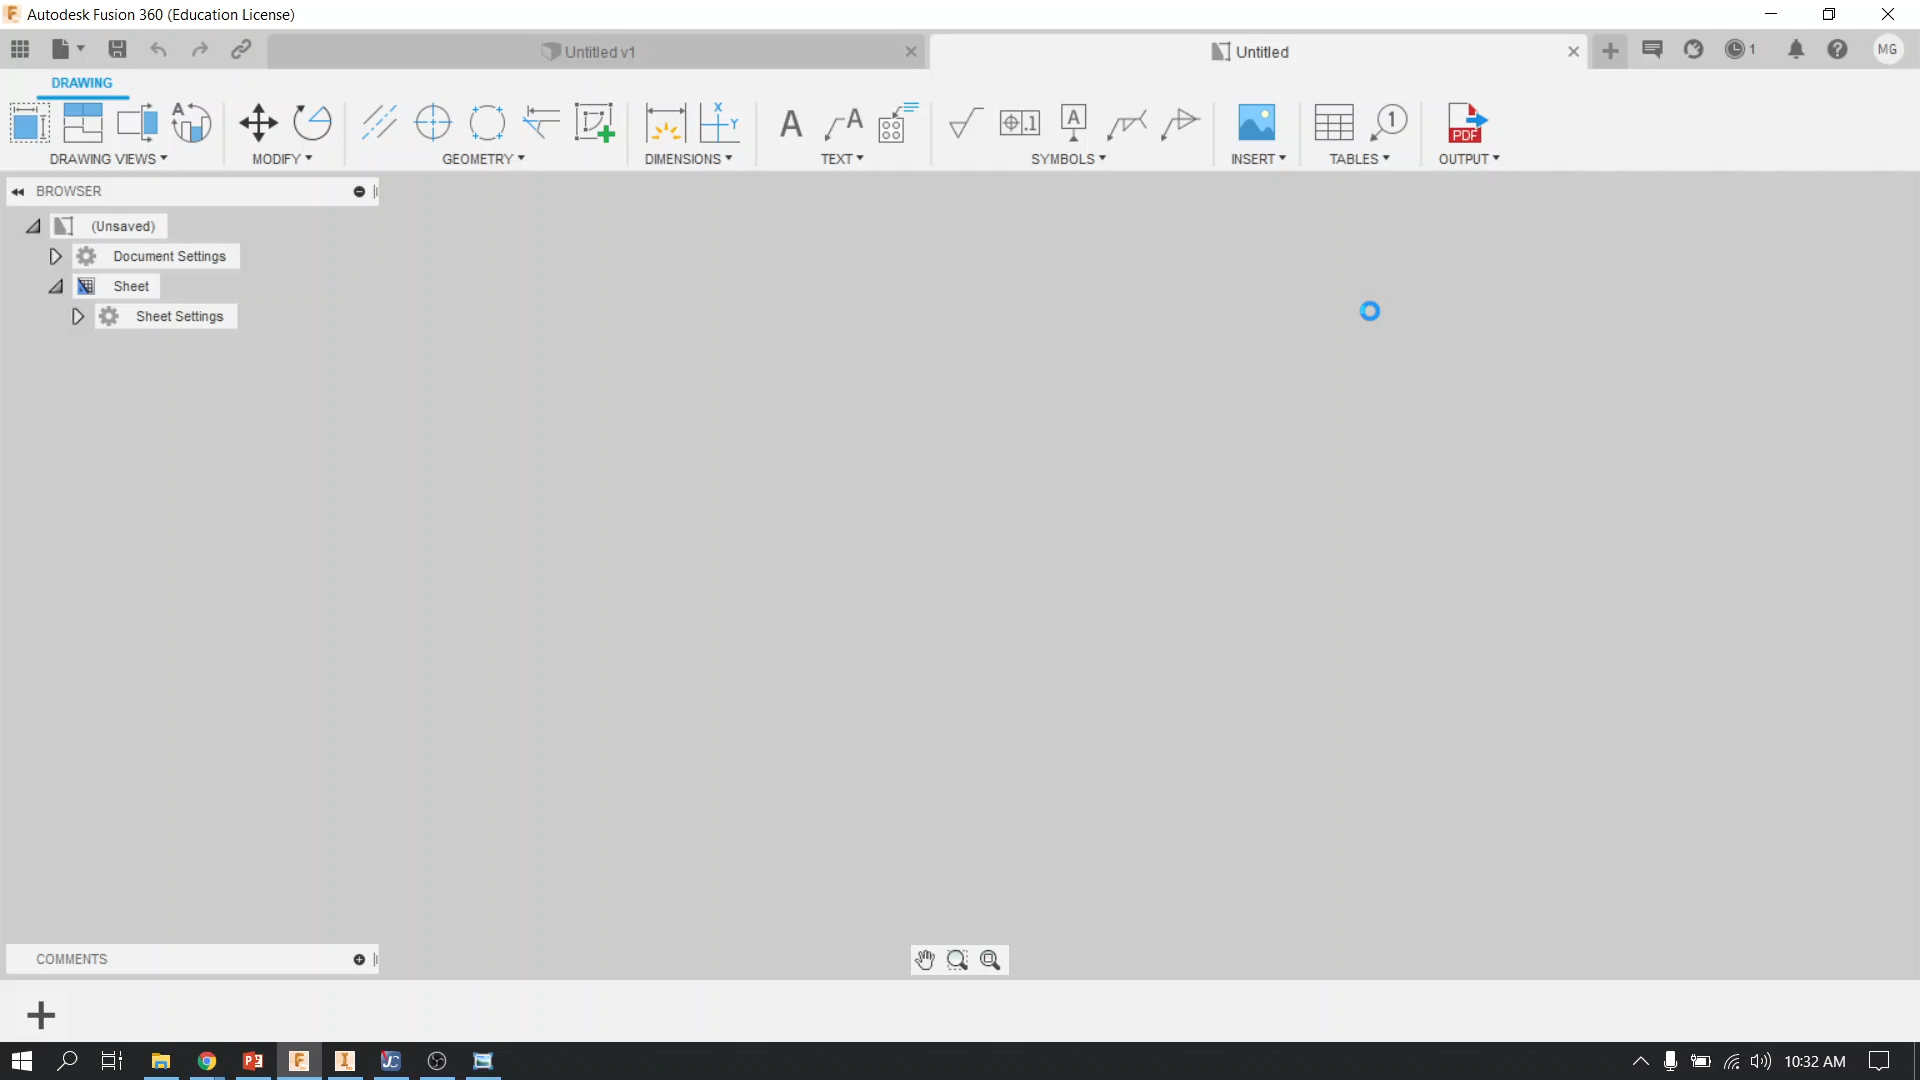 Autodesk Fusion 360 (Education License)
Untitled v1
Untitled
1
MG
DRAWING
DRAWING VIEWS
MODIFY
GEOMETRY
DIMENSIONS
TEXT
SYMBOLS
INSERT
TABLES
OUTPUT
BROWSER
(Unsaved)
Document Settings
Sheet
Sheet Settings
COMMENTS
10:32 AM